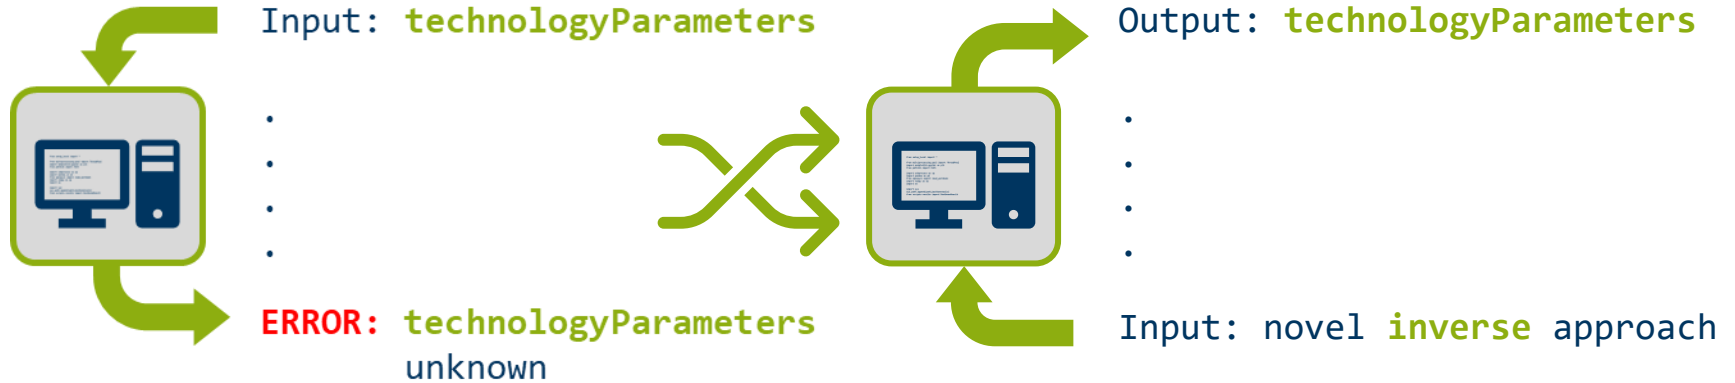 Input: technologyParameters
.
.
.
.
ERROR: technologyParameters
unknown
Output: technologyParameters
.
.
.
.
Input: novel inverse approach